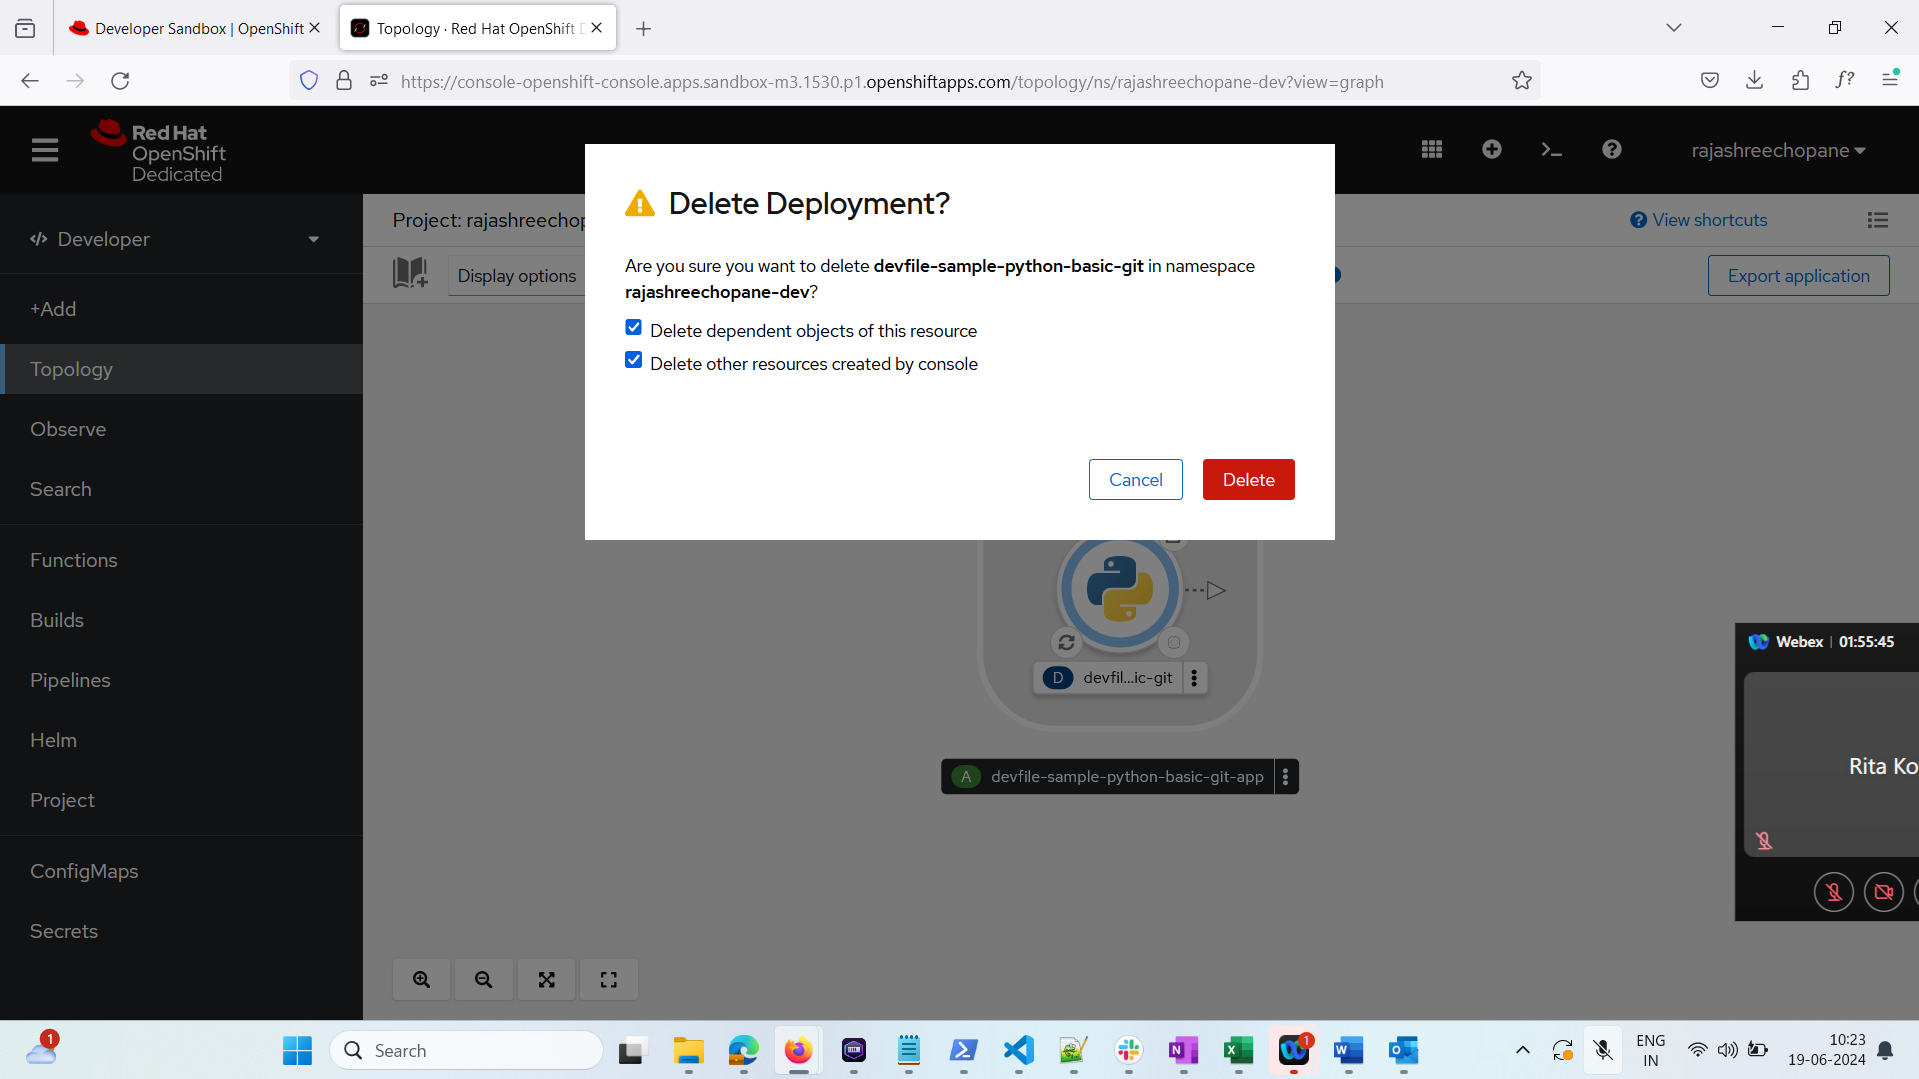 Developer Sandbox | OpenShift
Topology · Red Hat OpenShift D
https://console-openshift-console.apps.sandbox-m3.1530.p1.openshiftapps.com/topology/ns/rajashreechopane-dev?view=graph
Red Hat
OpenShift
Dedicated
rajashreechopane
Developer
+Add
Topology
Observe
Search
Functions
Builds
Pipelines
Helm
Project
ConfigMaps
Secrets
Project: rajashreechop
View shortcuts
Display options
Export application
Delete Deployment?
Are you sure you want to delete devfile-sample-python-basic-git in namespace
rajashreechopane-dev?
Delete dependent objects of this resource
Delete other resources created by console
Cancel
Delete
D devfil...ic-git
A devfile-sample-python-basic-git-app
Webex | 01:55:45
Rita Ko
1
Search
1
ENG
IN
10:23
19-06-2024